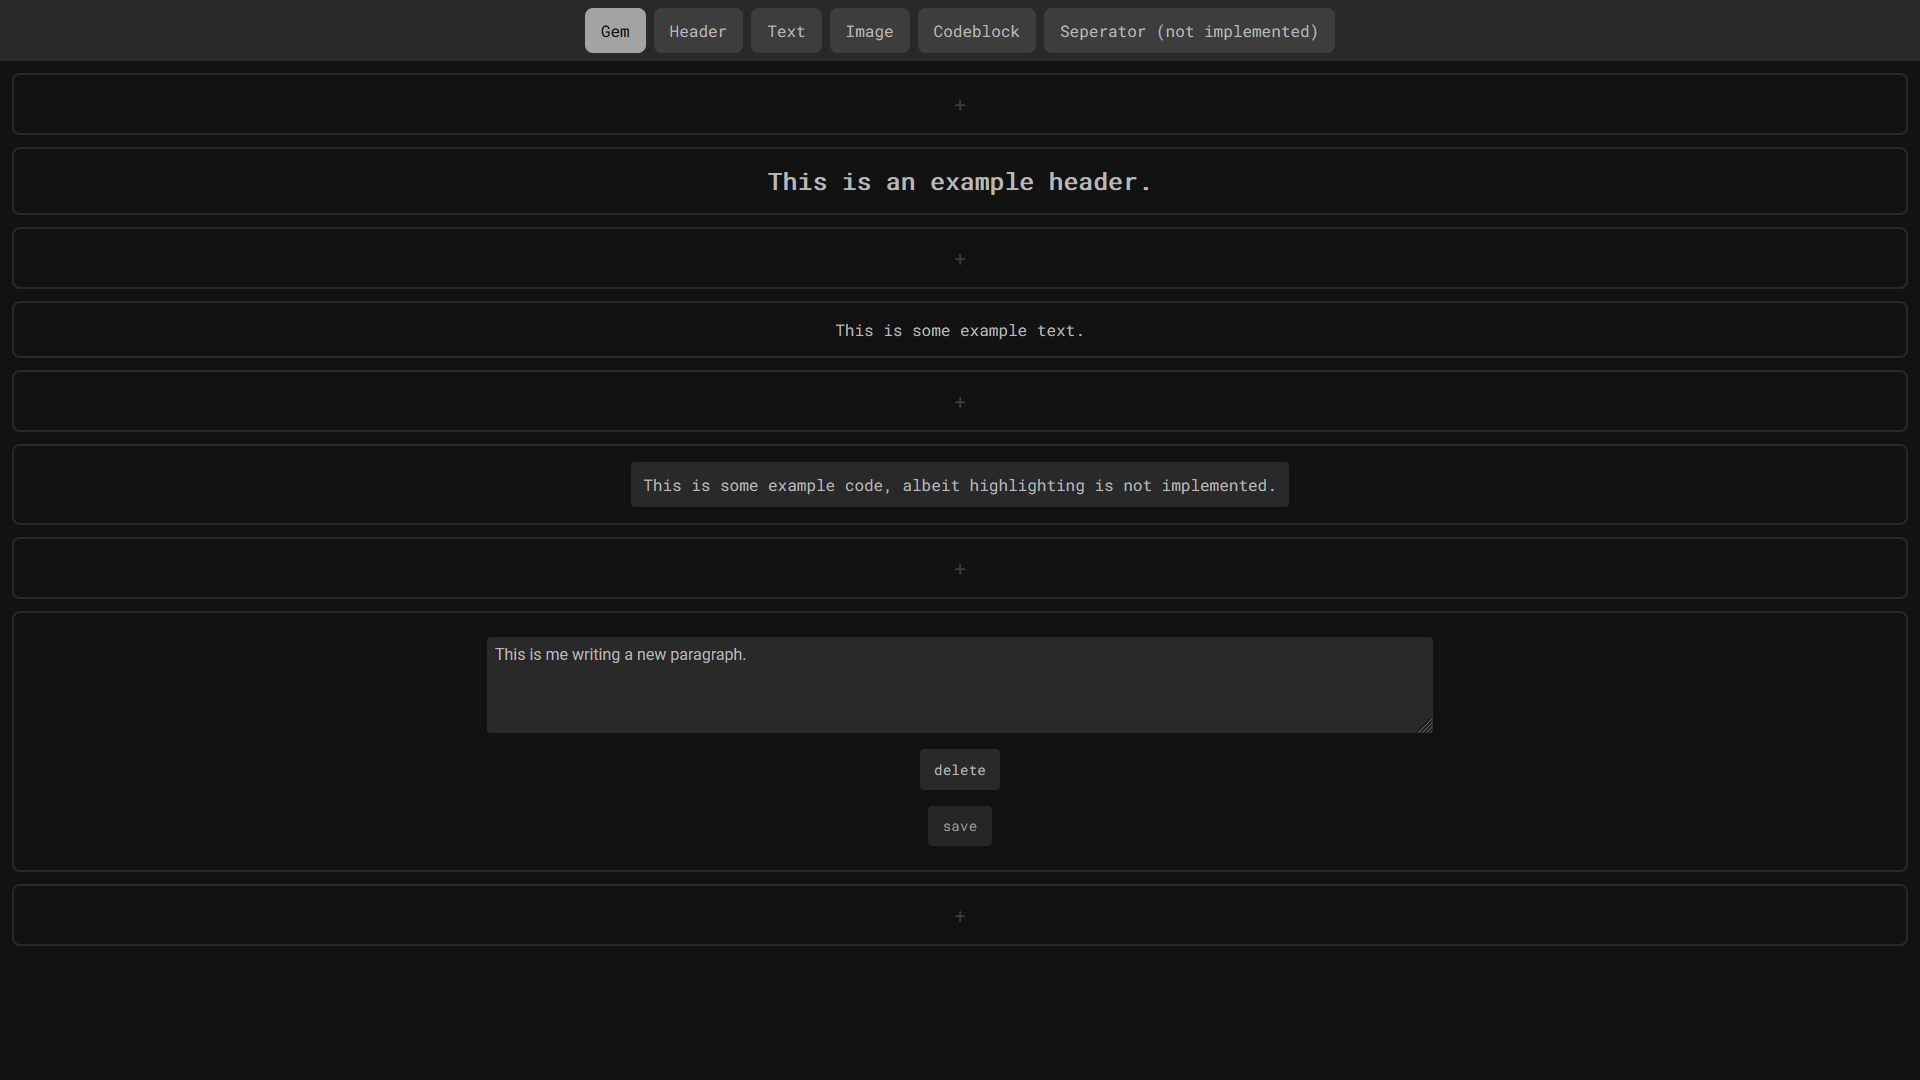 Gem Header Text Image Codeblock Seperator (not implemented)
+
This is an example header.
+
This is some example text.
+
This is some example code, albeit highlighting is not implemented.
+
This is me writing a new paragraph.
delete
save
+